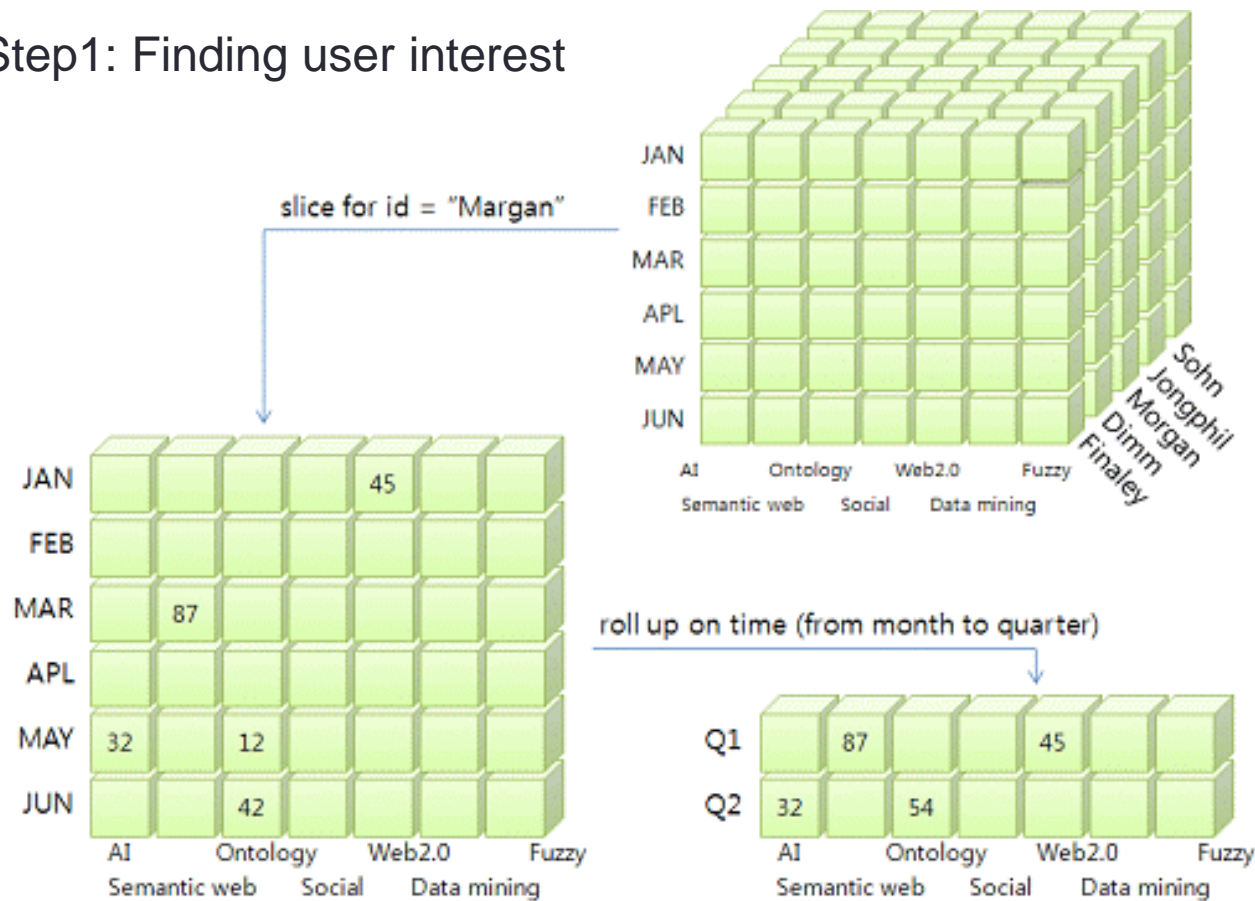 Step1: Finding user interest
JAN
FEB
MAR
APL
MAY
JUN
AI Ontology Web2.0 Fuzzy
Semantic web Social Data mining
Sohn
Jongphil
Morgan
Dimm
Finaley
slice for id = "Margan"
JAN 45
FEB
MAR 87
APL
MAY 32 12
JUN 42
AI Ontology Web2.0 Fuzzy
Semantic web Social Data mining
roll up on time (from month to quarter)
Q1 87 45
Q2 32 54
AI Ontology Web2.0 Fuzzy
Semantic web Social Data mining